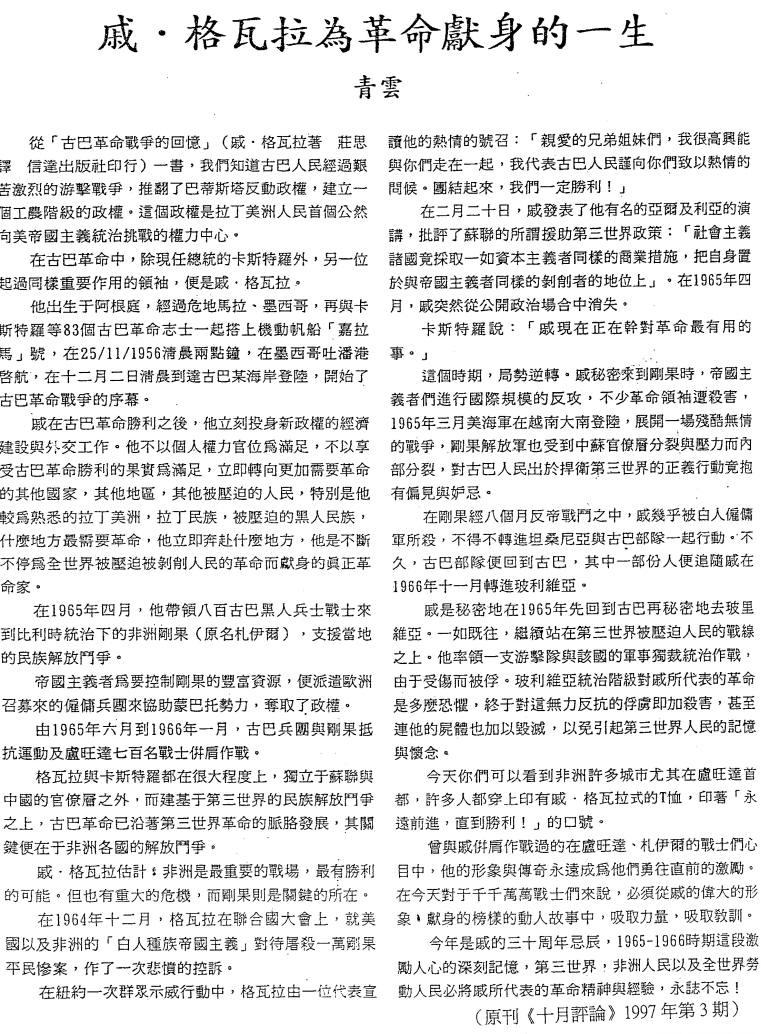 戚·格瓦拉為革命獻身的一生
青雲
從「古巴革命戰爭的回憶」（戚·格瓦拉著　莊思
譯　信達出版社印行）一書，我們知道古巴人民經過艱
苦激烈的游擊戰爭，推翻了巴蒂斯塔反動政權，建立一
個工農階級的政權。這個政權是拉丁美洲人民首個公然
向美帝國主義統治挑戰的權力中心。
在古巴革命中，除現任總統的卡斯特羅外，另一位
起過同樣重要作用的領袖，便是戚·格瓦拉。
他出生于阿根庭，經過危地馬拉、墨西哥，再與卡
斯特羅等83個古巴革命志士一起搭上機動帆船「嘉拉
馬」號，在25/11/1956清晨兩點鐘，在墨西哥吐潘港
啓航，在十二月二日清晨到達古巴某海岸登陸，開始了
古巴革命戰爭的序幕。
戚在古巴革命勝利之後，他立刻投身新政權的經濟
建設與外交工作。他不以個人權力官位爲滿足，不以享
受古巴革命勝利的果實爲滿足，立即轉向更加需要革命
的其他國家，其他地區，其他被壓迫的人民，特別是他
較爲熟悉的拉丁美洲，拉丁民族，被壓迫的黑人民族，
什麼地方最需要革命，他立即奔赴什麼地方，他是不斷
不停爲全世界被壓迫被剝削人民的革命而獻身的眞正革
命家。
在1965年四月，他帶領八百古巴黑人兵士戰士來
到比利時統治下的非洲剛果（原名札伊爾），支援當地
的民族解放鬥爭。
帝國主義者爲要控制剛果的豐富資源，便派遣歐洲
召募來的僱傭兵團來協助蒙巴托勢力，奪取了政權。
由1965年六月到1966年一月，古巴兵團與剛果抵
抗運動及盧旺達七百名戰士倂肩作戰。
格瓦拉與卡斯特羅都在很大程度上，獨立于蘇聯與
中國的官僚層之外，而建基于第三世界的民族解放鬥爭
之上，古巴革命已沿著第三世界革命的脈胳發展，其關
鍵便在于非洲各國的解放鬥爭。
戚·格瓦拉估計：非洲是最重要的戰場，最有勝利
的可能。但也有重大的危機，而剛果則是關鍵的所在。
在1964年十二月，格瓦拉在聯合國大會上，就美
國以及非洲的「白人種族帝國主義」對待屠殺一萬剛果
平民慘案，作了一次悲憤的控訴。
在紐約一次群眾示威行動中，格瓦拉由一位代表宣
讀他的熱情的號召：「親愛的兄弟姐妹們，我很高興能
與你們走在一起，我代表古巴人民謹向你們致以熱情的
問候。團結起來，我們一定勝利！」
在二月二十日，戚發表了他有名的亞爾及利亞的演
講，批評了蘇聯的所謂援助第三世界政策：「社會主義
諸國竟採取一如資本主義者同樣的商業措施，把自身置
於與帝國主義者同樣的剝創者的地位上」。在1965年四
月，戚突然從公開政治場合中消失。
卡斯特羅說：「戚現在正在幹對革命最有用的
事。」
這個時期，局勢逆轉。戚秘密來到剛果時，帝國主
義者們進行國際規模的反攻，不少革命領袖遭殺害，
1965年三月美海軍在越南大南登陸，展開一場殘酷無情
的戰爭，剛果解放軍也受到中蘇官僚層分裂與壓力而內
部分裂，對古巴人民出於捍衛第三世界的正義行動竟抱
有偏見與妒忌。
在剛果經八個月反帝戰鬥之中，戚幾乎被白人僱傭
軍所殺，不得不轉進坦桑尼亞與古巴部隊一起行動。不
久，古巴部隊便回到古巴，其中一部份人便追隨戚在
1966年十一月轉進玻利維亞。
戚是秘密地在1965年先回到古巴再秘密地去玻里
維亞。一如既往，繼續站在第三世界被壓迫人民的戰線
之上。他率領一支游擊隊與該國的軍事獨裁統治作戰，
由于受傷而被俘。玻利維亞統治階級對戚所代表的革命
是多麽恐懼，終于對這無力反抗的俘虜即加殺害，甚至
連他的屍體也加以毀滅，以免引起第三世界人民的記憶
與懷念。
今天你們可以看到非洲許多城市尤其在盧旺達首
都，許多人都穿上印有戚·格瓦拉式的T恤，印著「永
遠前進，直到勝利！」的口號。
曾與戚倂肩作戰過的在盧旺達、札伊爾的戰士們心
目中，他的形象與傳奇永遠成爲他們勇往直前的激勵。
在今天對于千千萬萬戰士們來說，必須從戚的偉大的形
象、獻身的榜樣的動人故事中，吸取力量，吸取敎訓。
今年是戚的三十周年忌辰，1965-1966時期這段激
勵人心的深刻記憶，第三世界，非洲人民以及全世界勞
動人民必將戚所代表的革命精神與經驗，永誌不忘！
（原刊《十月評論》1997年第3期）